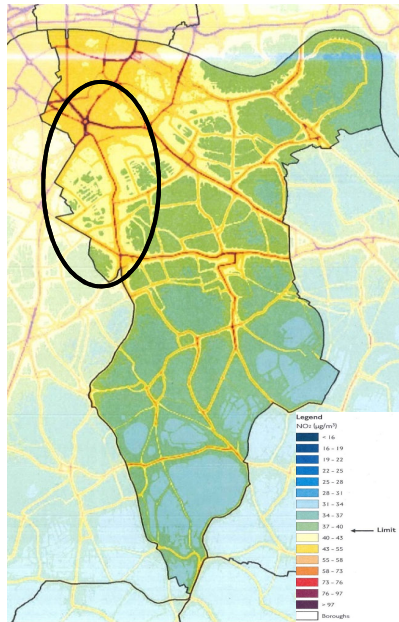 Legend
NO₂ (µg/m³)
< 16
16 – 19
19 – 22
22 – 25
25 – 28
28 – 31
31 – 34
34 – 37
37 – 40
40 – 43
43 – 55
55 – 58
58 – 73
73 – 76
76 – 97
> 97
Boroughs
Limit